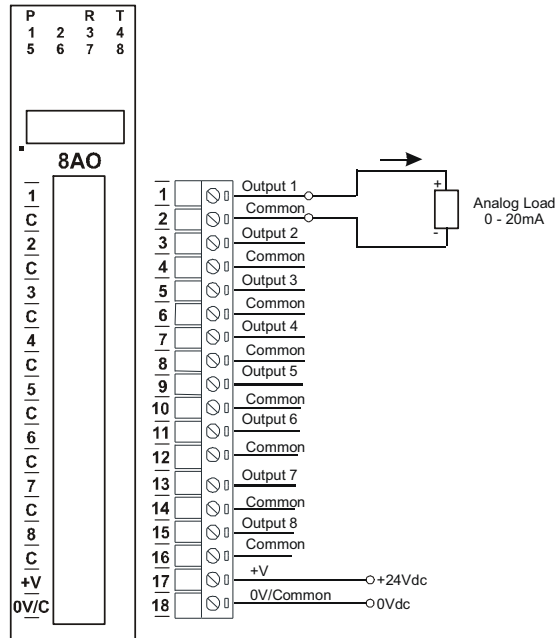 P R T
1 2 3 4
5 6 7 8
8AO
1
C
2
C
3
C
4
C
5
C
6
C
7
C
8
C
+V
0V/C
1 Output 1
2 Common
3 Output 2
4 Common
5 Output 3
6 Common
7 Output 4
8 Common
9 Output 5
10 Common
11 Output 6
12 Common
13 Output 7
14 Common
15 Output 8
16 Common
17 +V +24Vdc
18 0V/Common 0Vdc
+
-
Analog Load
0 - 20mA